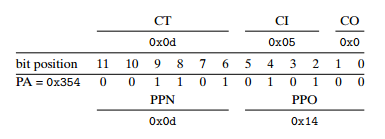 CT CI CO
0x0d 0x05 0x0
bit position 11 10 9 8 7 6 5 4 3 2 1 0
PA = 0x354 0 0 1 1 0 1 0 1 0 1 0 0
PPN PPO
0x0d 0x14